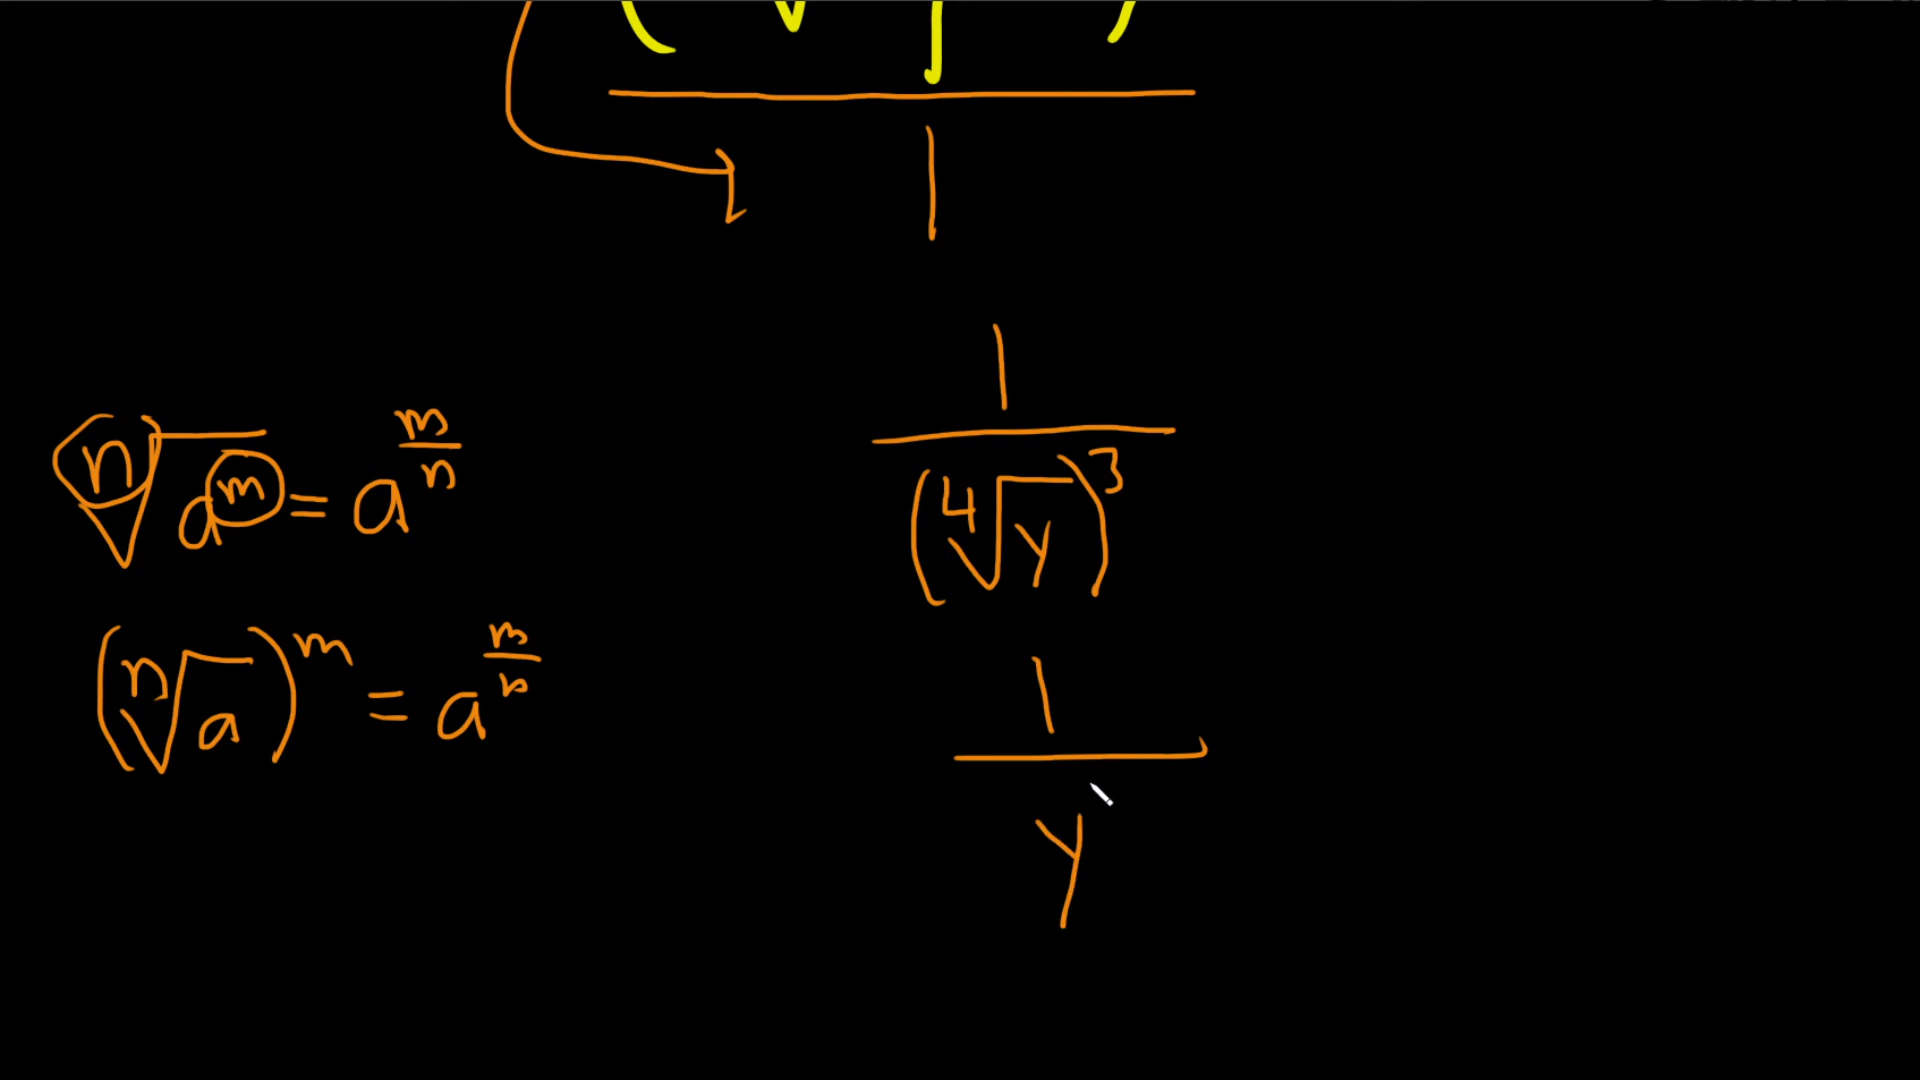 ( √y )
1
1
ⁿ√aᵐ = a^(m/n)
(⁴√y)³
(ⁿ√a)ᵐ = a^(m/n)
1
y